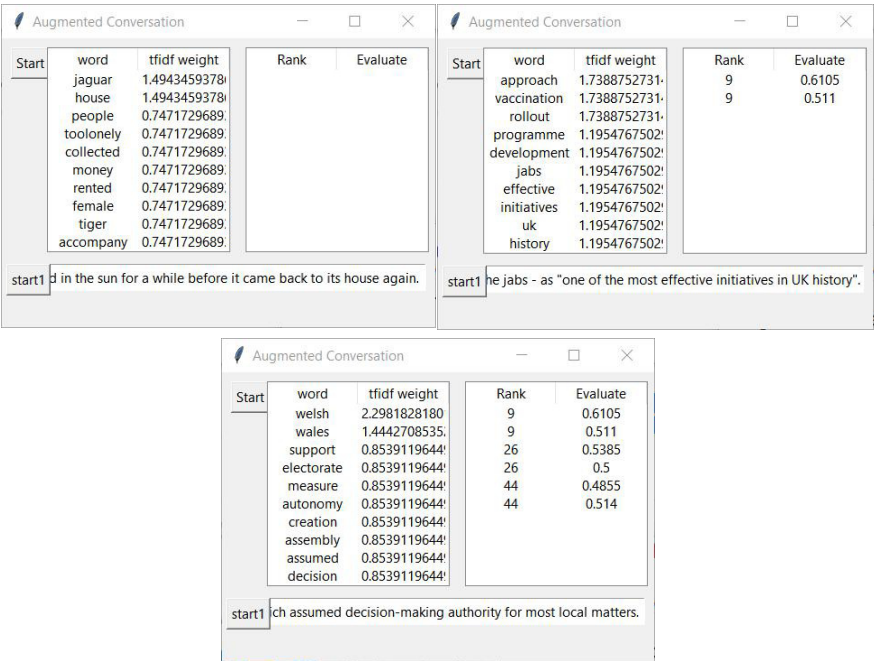 Augmented Conversation
Start word tfidf weight Rank Evaluate
jaguar 1.4943459378
house 1.4943459378
people 0.7471729689
toolonely 0.7471729689
collected 0.7471729689
money 0.7471729689
rented 0.7471729689
female 0.7471729689
tiger 0.7471729689
accompany 0.7471729689
start1 d in the sun for a while before it came back to its house again.
Augmented Conversation
Start word tfidf weight Rank Evaluate
approach 1.7388752731 9 0.6105
vaccination 1.7388752731 9 0.511
rollout 1.7388752731
programme 1.1954767502
development 1.1954767502
jabs 1.1954767502
effective 1.1954767502
initiatives 1.1954767502
uk 1.1954767502
history 1.1954767502
start1 he jabs - as "one of the most effective initiatives in UK history".
Augmented Conversation
Start word tfidf weight Rank Evaluate
welsh 2.2981828180 9 0.6105
wales 1.4442708535 9 0.511
support 0.8539119644 26 0.5385
electorate 0.8539119644 26 0.5
measure 0.8539119644 44 0.4855
autonomy 0.8539119644 44 0.514
creation 0.8539119644
assembly 0.8539119644
assumed 0.8539119644
decision 0.8539119644
start1 ich assumed decision-making authority for most local matters.